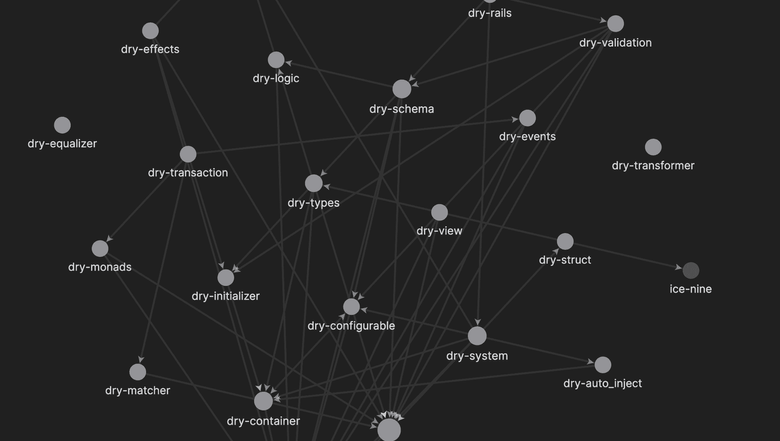 dry-rails
dry-effects
dry-validation
dry-logic
dry-schema
dry-events
dry-equalizer
dry-transformer
dry-transaction
dry-types
dry-view
dry-struct
dry-monads
ice-nine
dry-initializer
dry-configurable
dry-system
dry-auto_inject
dry-matcher
dry-container